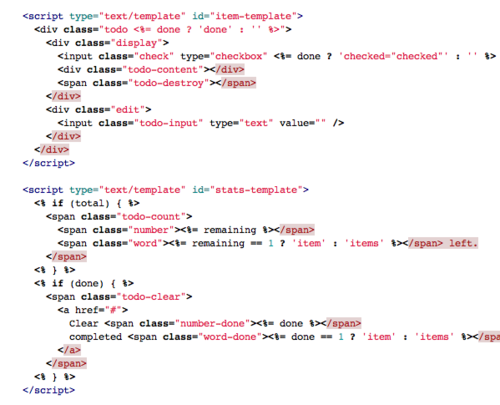 <script type="text/template" id="item-template">
<div class="todo <%= done ? 'done' : '' %>">
<div class="display">
<input class="check" type="checkbox" <%= done ? 'checked="checked"' : '' %>
<div class="todo-content"></div>
<span class="todo-destroy"></span>
</div>
<div class="edit">
<input class="todo-input" type="text" value="" />
</div>
</div>
</script>
<script type="text/template" id="stats-template">
<% if (total) { %>
<span class="todo-count">
<span class="number"><%= remaining %></span>
<span class="word"><%= remaining == 1 ? 'item' : 'items' %></span> left.
</span>
<% } %>
<% if (done) { %>
<span class="todo-clear">
<a href="#">
Clear <span class="number-done"><%= done %></span>
completed <span class="word-done"><%= done == 1 ? 'item' : 'items' %></spa
</a>
</span>
<% } %>
</script>